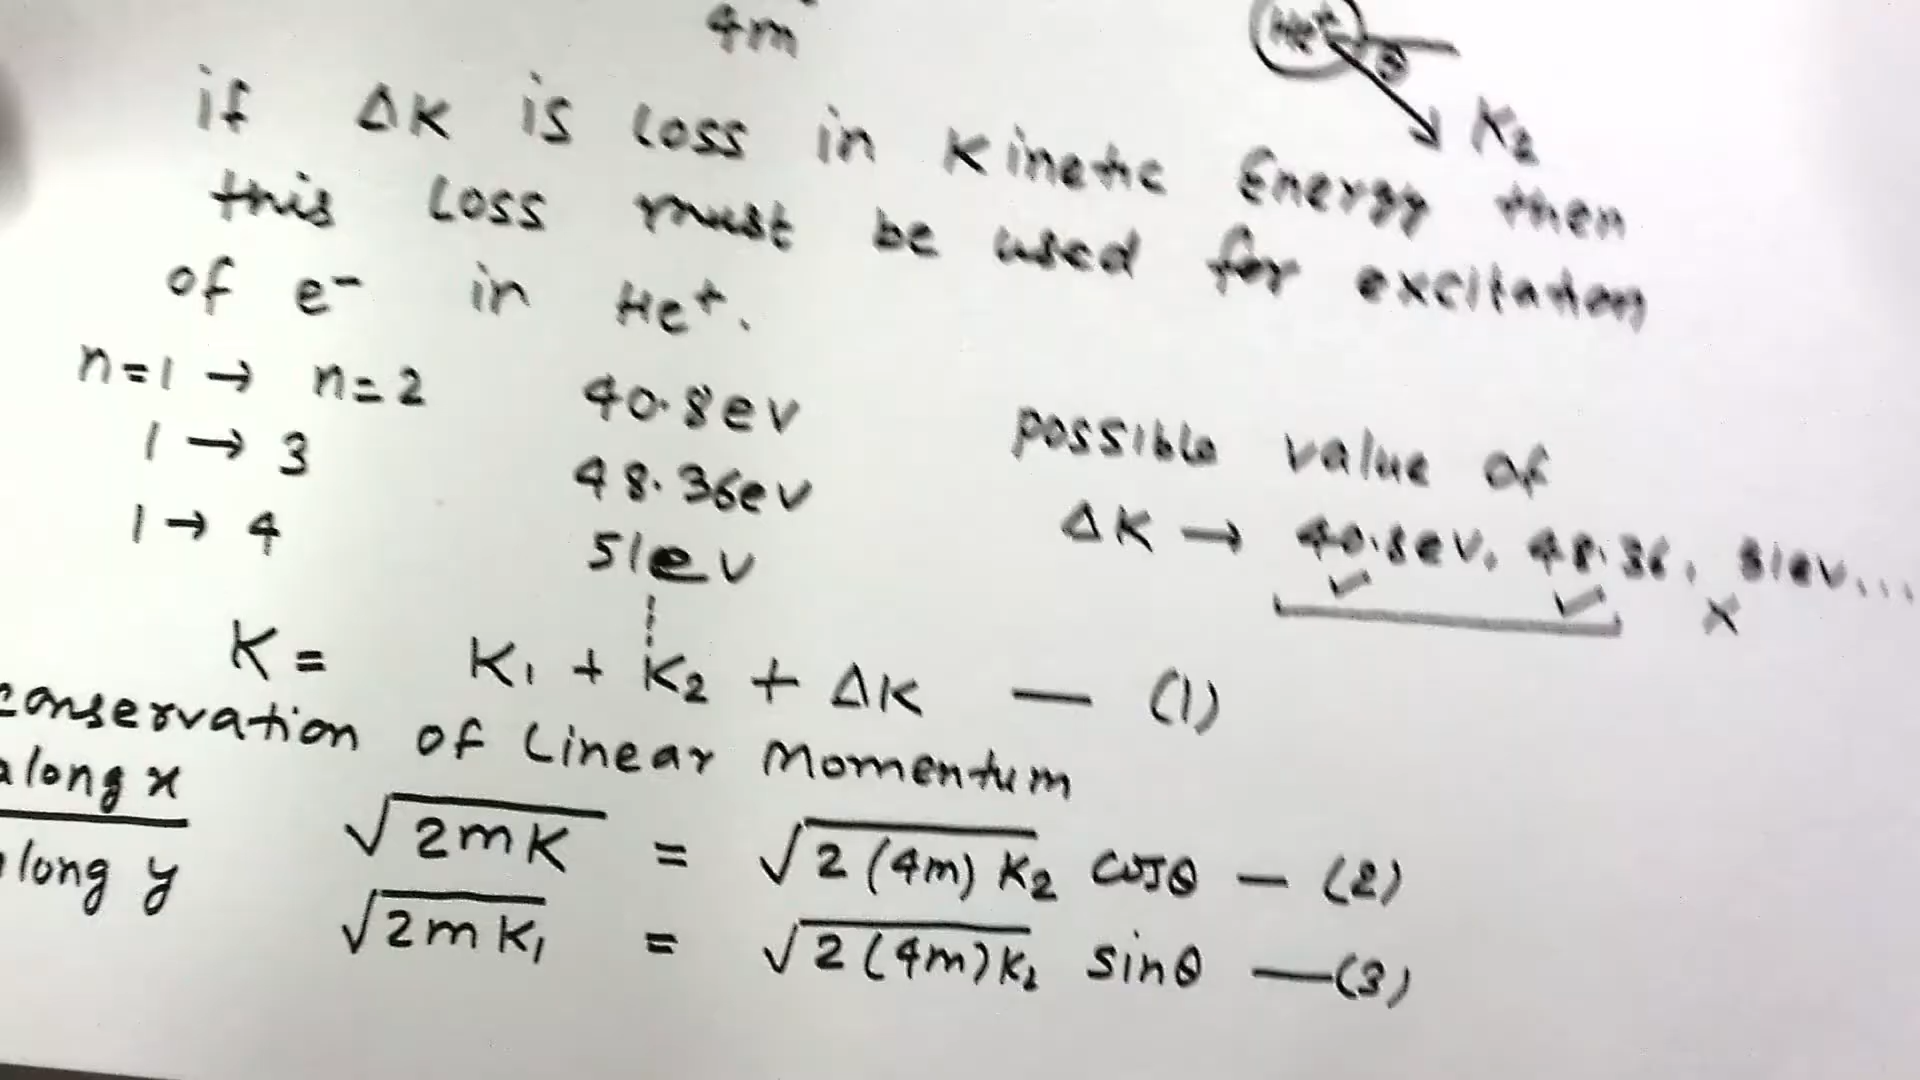 4m
He+
θ
K2
if ΔK is loss in Kinetic Energy then
this Loss must be used for excitation
of e- in He+.
n=1 → n=2 40.8ev
1 → 3 48.36ev
1 → 4 51ev
possible value of
ΔK → 40.8ev, 48.36, 51ev...
✓ ✓ x
K = K1 + K2 + ΔK — (1)
conservation of Linear Momentum
along x
√2mK = √2(4m)K2 cosθ — (2)
along y
√2mK1 = √2(4m)K2 sinθ — (3)